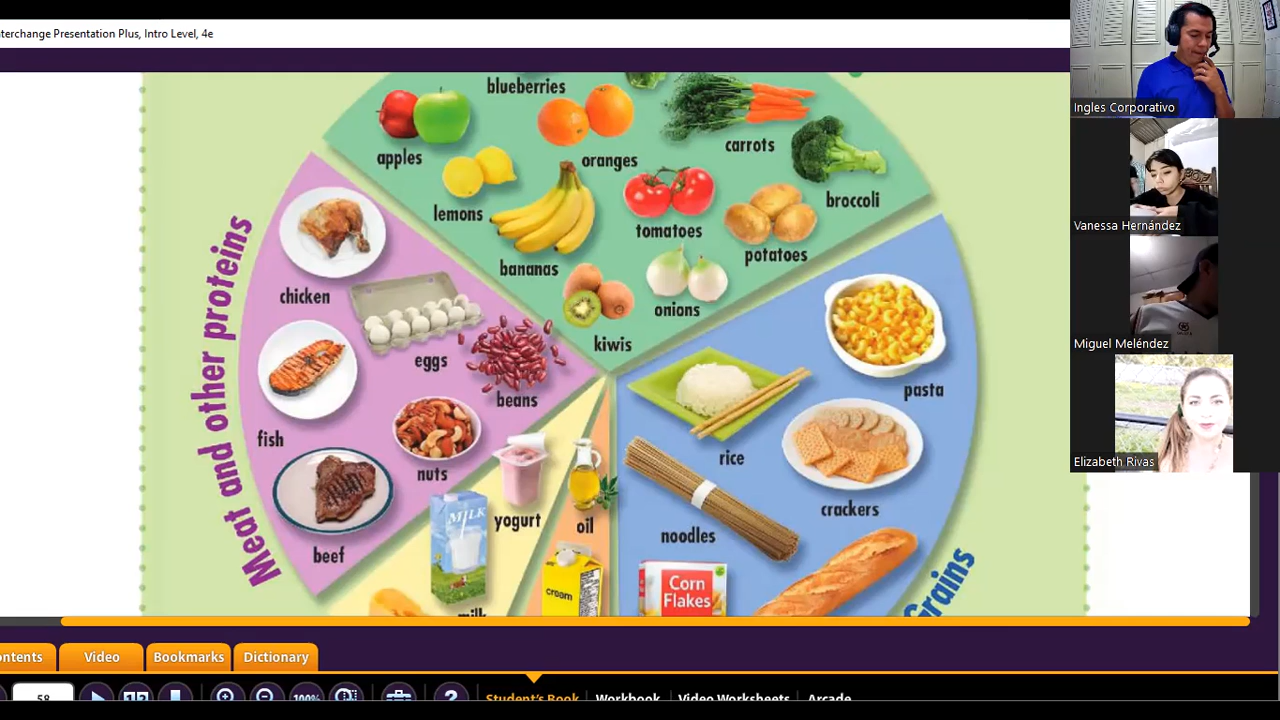 nterchange Presentation Plus, Intro Level, 4e
blueberries
apples
oranges
carrots
broccoli
lemons
tomatoes
potatoes
bananas
onions
kiwis
Meat and other proteins
chicken
eggs
beans
fish
nuts
beef
yogurt
oil
MILK
milk
cream
pasta
rice
crackers
noodles
Corn
Flakes
Grains
Ingles Corporativo
Vanessa Hernández
Miguel Meléndez
Elizabeth Rivas
ontents
Video
Bookmarks
Dictionary
58
100%
?
Student's Book
Workbook
Video Worksheets
Arcade